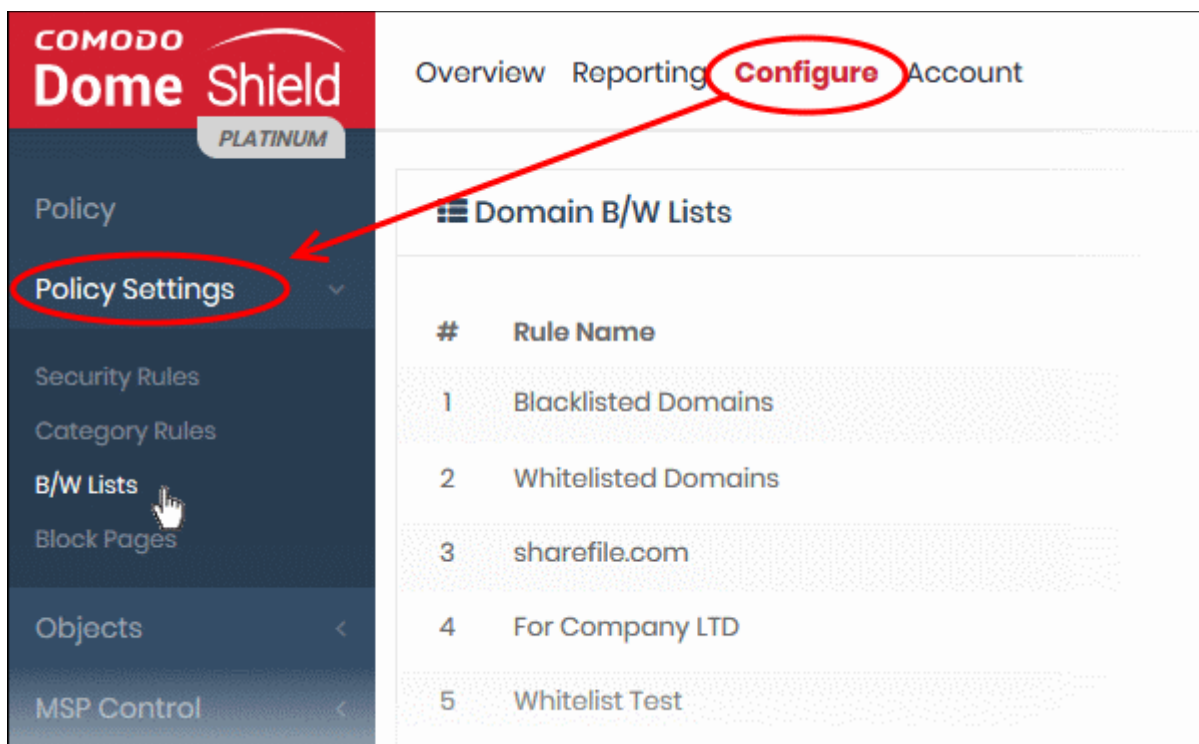 COMODO
Dome Shield
PLATINUM
Overview Reporting Configure Account
Policy
Policy Settings
Security Rules
Category Rules
B/W Lists
Block Pages
Objects
MSP Control
Domain B/W Lists
# Rule Name
1 Blacklisted Domains
2 Whitelisted Domains
3 sharefile.com
4 For Company LTD
5 Whitelist Test